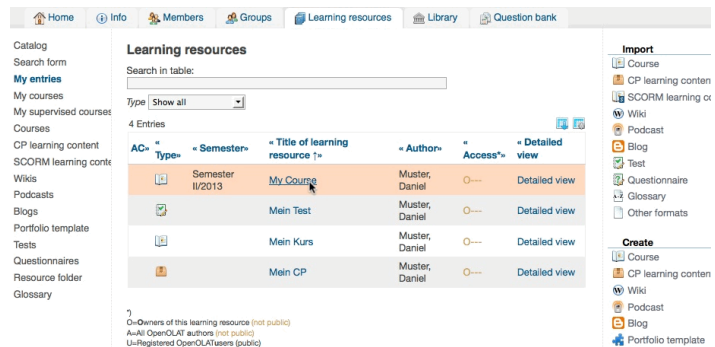 Home
Info
Members
Groups
Learning resources
Library
Question bank
Catalog
Search form
My entries
My courses
My supervised courses
Courses
CP learning content
SCORM learning conte
Wikis
Podcasts
Blogs
Portfolio template
Tests
Questionnaires
Resource folder
Glossary
Learning resources
Search in table:
Type Show all
4 Entries
AC» « Type» « Semester» « Title of learning resource ↑» « Author» « Access*» « Detailed view
Semester II/2013 My Course Muster, Daniel O--- Detailed view
Mein Test Muster, Daniel O--- Detailed view
Mein Kurs Muster, Daniel O--- Detailed view
Mein CP Muster, Daniel O--- Detailed view
*)
O=Owners of this learning resource (not public)
A=All OpenOLAT authors (not public)
U=Registered OpenOLATusers (public)
Import
Course
CP learning conten
SCORM learning co
Wiki
Podcast
Blog
Test
Questionnaire
Glossary
Other formats
Create
Course
CP learning conten
Wiki
Podcast
Blog
Portfolio template